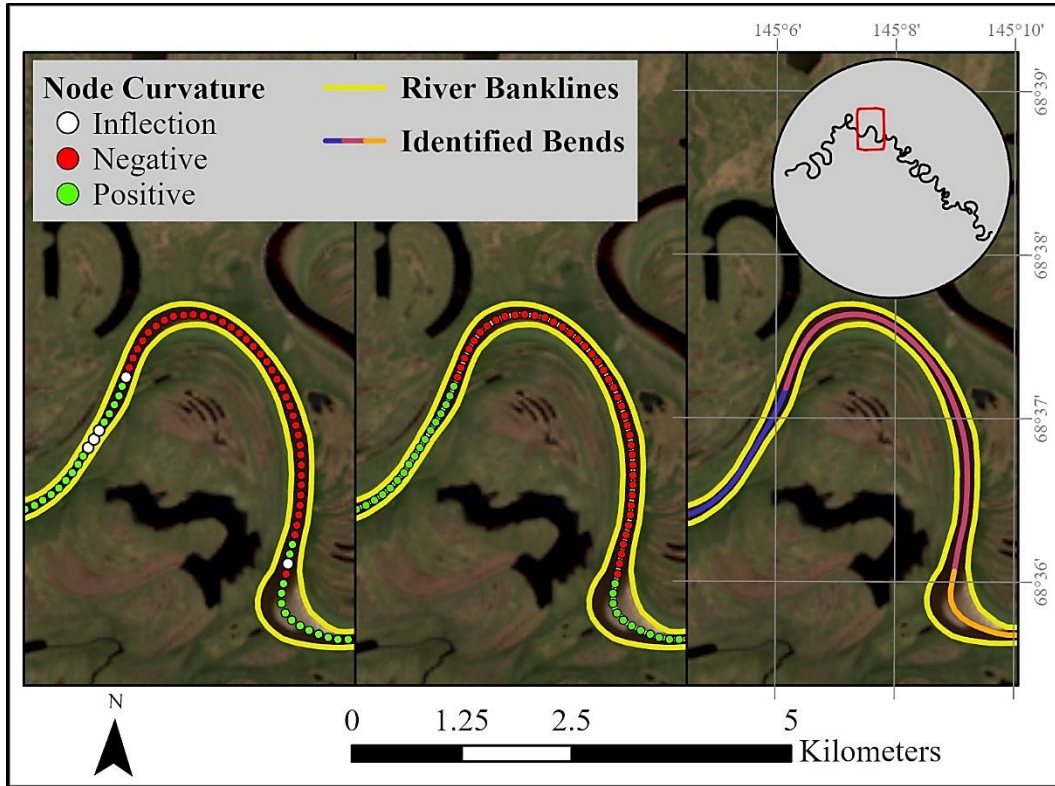 145°6' 145°8' 145°10'
Node Curvature
Inflection
Negative
Positive
River Banklines
Identified Bends
68°39'
68°38'
68°37'
68°36'
N
0 1.25 2.5 5
Kilometers